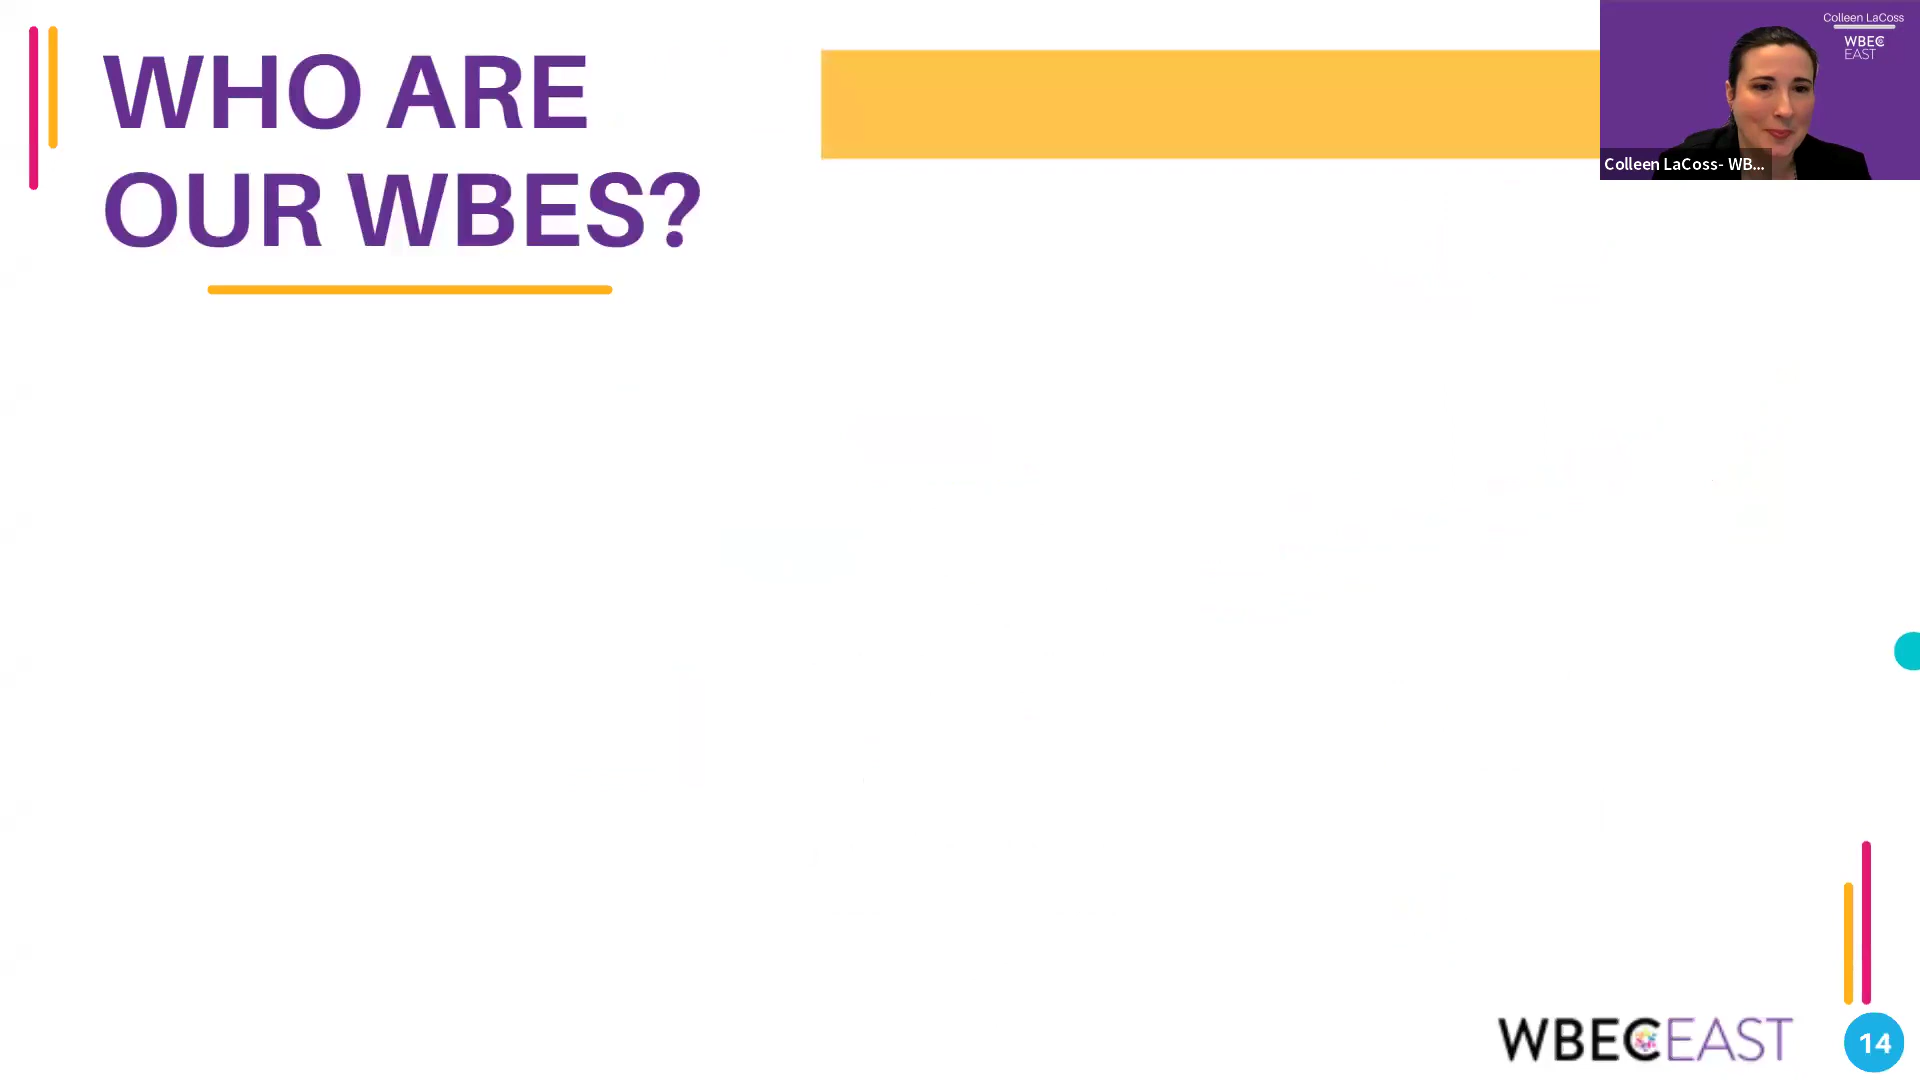 WHO ARE
OUR WBES?
Colleen LaCoss
WBEC
EAST
Colleen LaCoss- WB...
WBECEAST
14